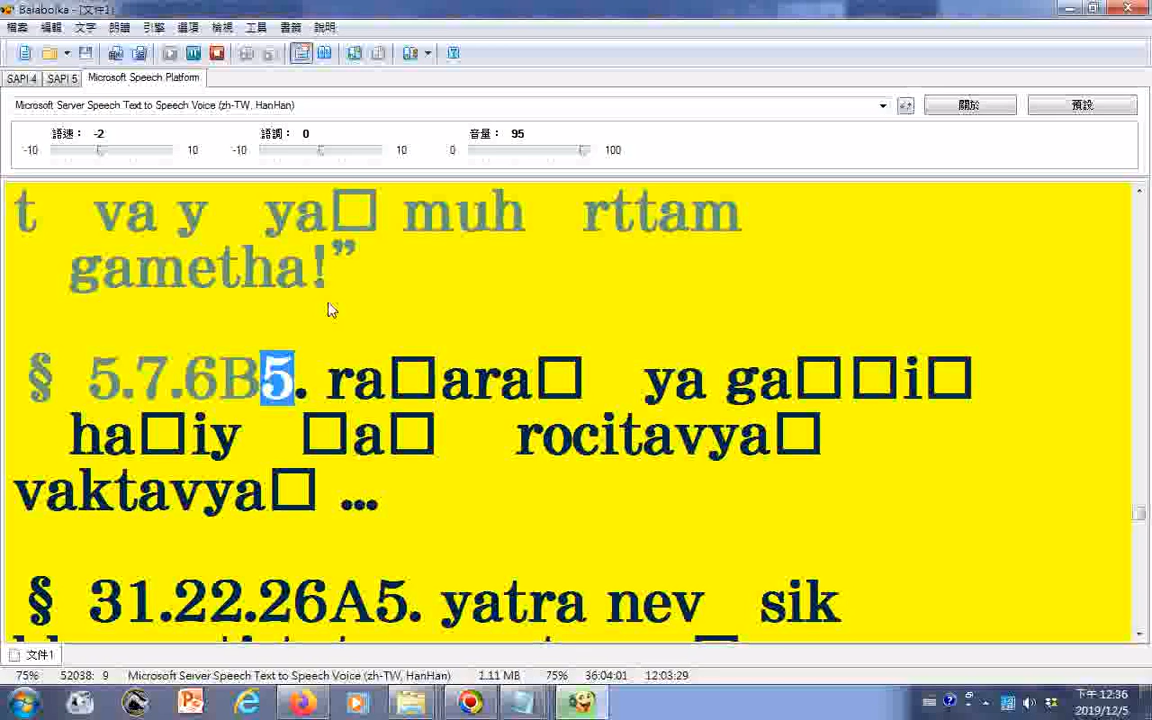 Balabolka - [文件1]
檔案 編輯 文字 朗讀 引擎 選項 檢視 工具 書籤 說明
SAPI 4 SAPI 5 Microsoft Speech Platform
Microsoft Server Speech Text to Speech Voice (zh-TW, HanHan) 關於 預設
語速： -2 語調： 0 音量： 95
-10 10 -10 10 0 100
t va y ya□ muh rttam
gametha!”
§ 5.7.6B5. ra□ara□ ya ga□□i□
ha□iy □a□ rocitavya□
vaktavya□ ...
§ 31.22.26A5. yatra nev sik
文件1
75% 52038: 9 Microsoft Server Speech Text to Speech Voice (zh-TW, HanHan) 1.11 MB 75% 36:04:01 12:03:29
下午 12:36
2019/12/5